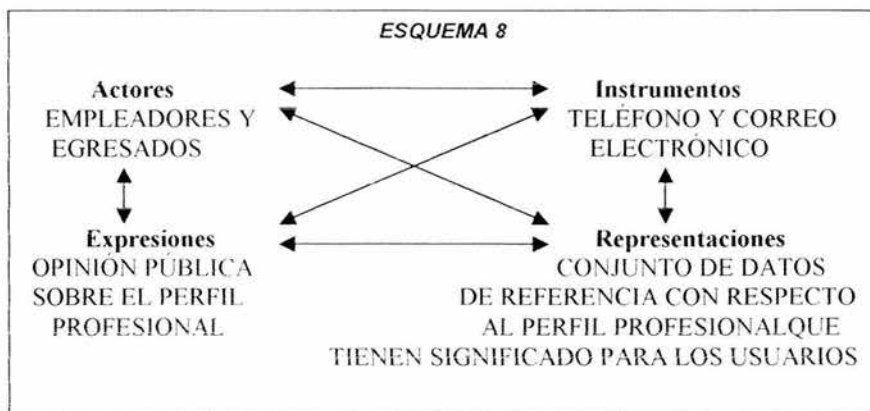 ESQUEMA 8
Actores
EMPLEADORES Y
EGRESADOS
Instrumentos
TELÉFONO Y CORREO
ELECTRÓNICO
Expresiones
OPINIÓN PÚBLICA
SOBRE EL PERFIL
PROFESIONAL
Representaciones
CONJUNTO DE DATOS
DE REFERENCIA CON RESPECTO
AL PERFIL PROFESIONALQUE
TIENEN SIGNIFICADO PARA LOS USUARIOS